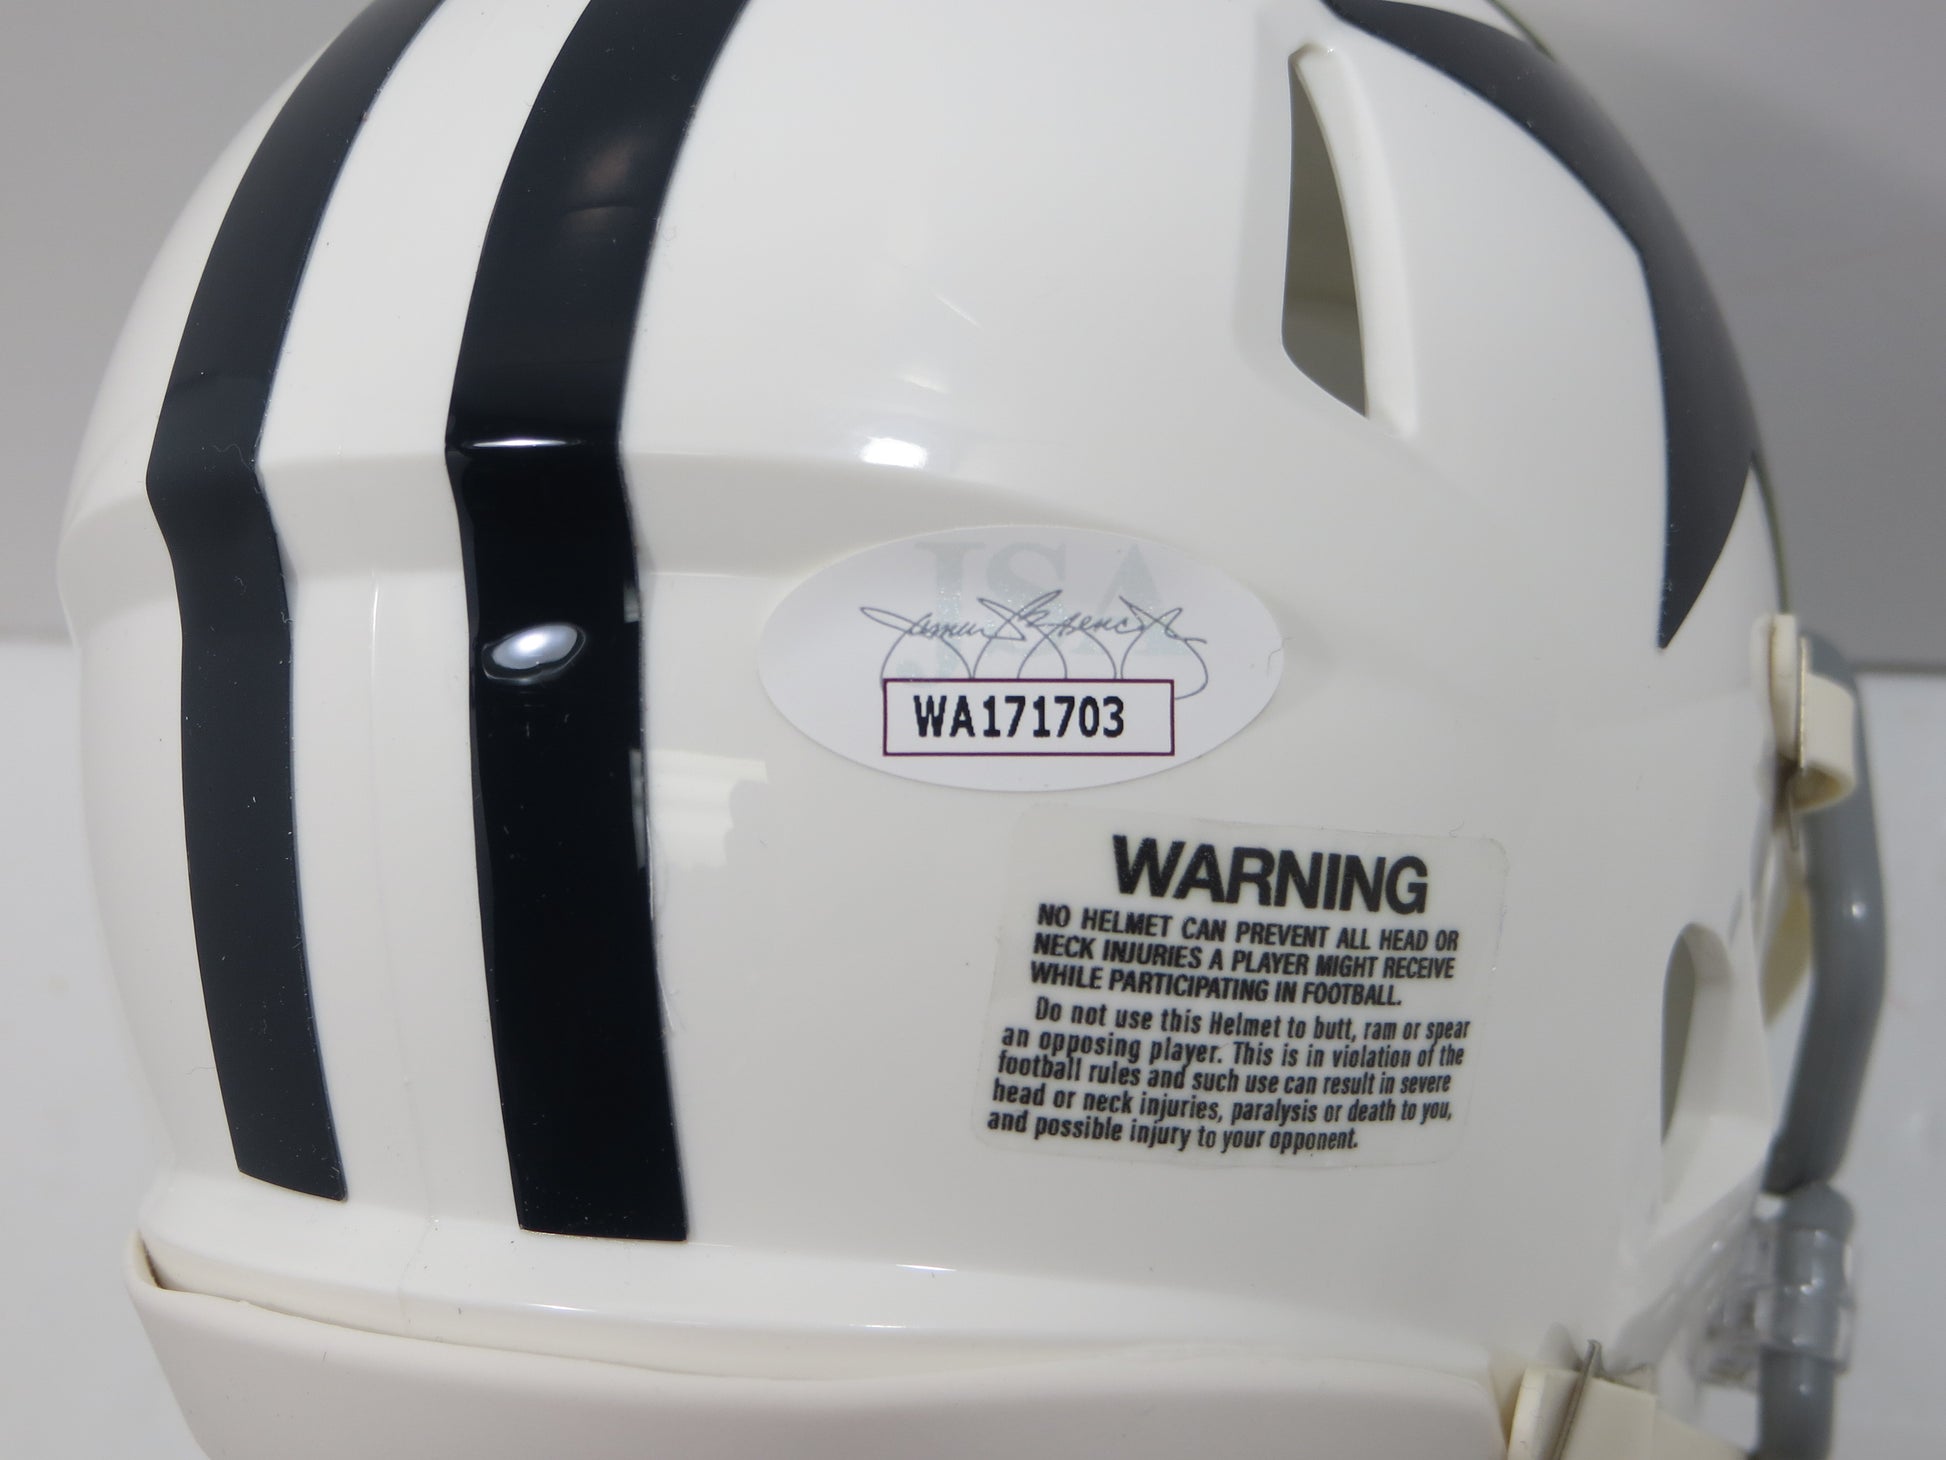 JSA
James Spence Jr
WA171703
WARNING
NO HELMET CAN PREVENT ALL HEAD OR
NECK INJURIES A PLAYER MIGHT RECEIVE
WHILE PARTICIPATING IN FOOTBALL.
Do not use this Helmet to butt, ram or spear
an opposing player. This is in violation of the
football rules and such use can result in severe
head or neck injuries, paralysis or death to you,
and possible injury to your opponent.